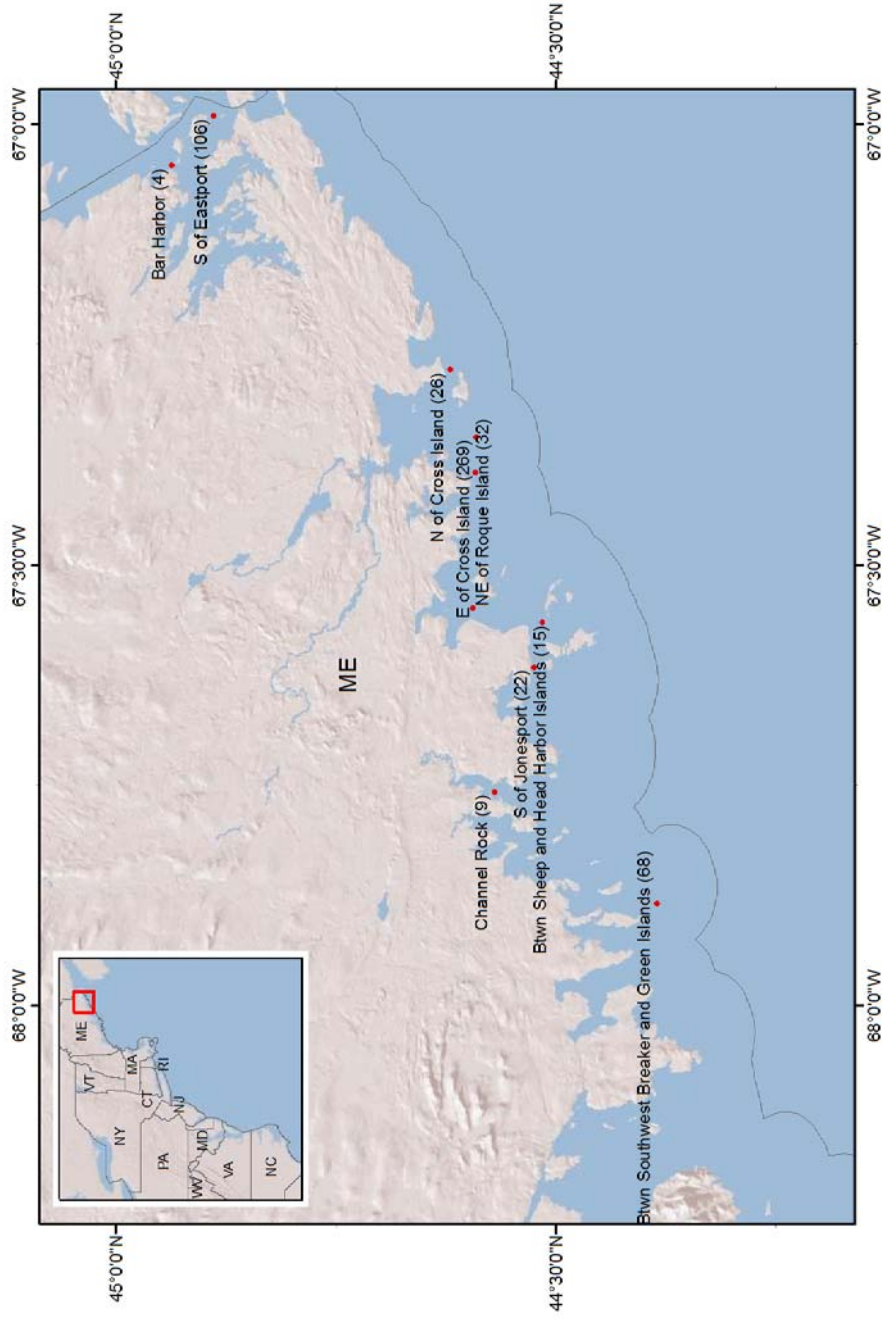 67°0'0"W
67°30'0"W
68°0'0"W
45°0'0"N
45°0'0"N
44°30'0"N
44°30'0"N
ME
VT
NY
MA
RI
CT
NJ
PA
MD
WV
VA
NC
Bar Harbor (4)
S of Eastport (106)
N of Cross Island (26)
E of Cross Island (269)
NE of Roque Island (32)
ME
Channel Rock (9)
S of Jonesport (22)
Btwn Sheep and Head Harbor Islands (15)
Btwn Southwest Breaker and Green Islands (68)
68°0'0"W
67°30'0"W
67°0'0"W